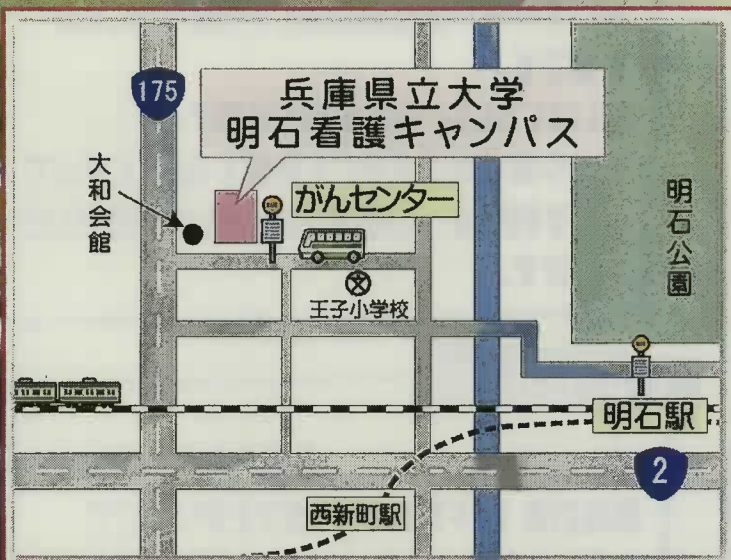 175
兵庫県立大学
明石看護キャンパス
大和会館
がんセンター
明石公園
王子小学校
明石駅
2
西新町駅